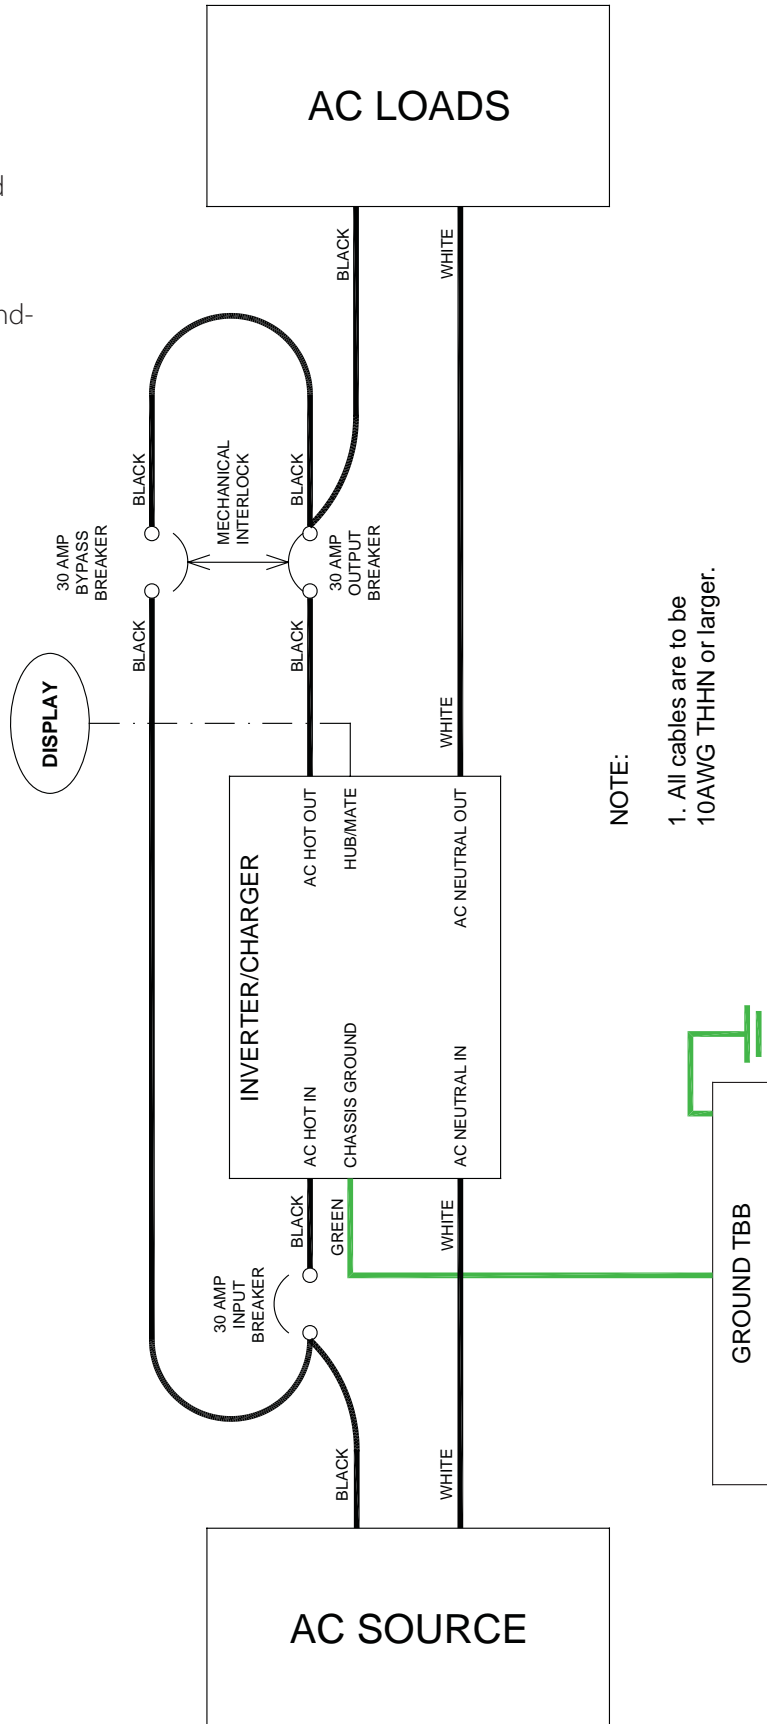 AC LOADS
d
nd-
BLACK
WHITE
BLACK
MECHANICAL
INTERLOCK
BLACK
30 AMP
BYPASS
BREAKER
30 AMP
OUTPUT
BREAKER
BLACK
BLACK
DISPLAY
WHITE
NOTE:
1. All cables are to be
10AWG THHN or larger.
INVERTER/CHARGER
AC HOT OUT
HUB/MATE
AC NEUTRAL OUT
AC HOT IN
CHASSIS GROUND
AC NEUTRAL IN
BLACK
GREEN
WHITE
30 AMP
INPUT
BREAKER
GROUND TBB
BLACK
WHITE
AC SOURCE